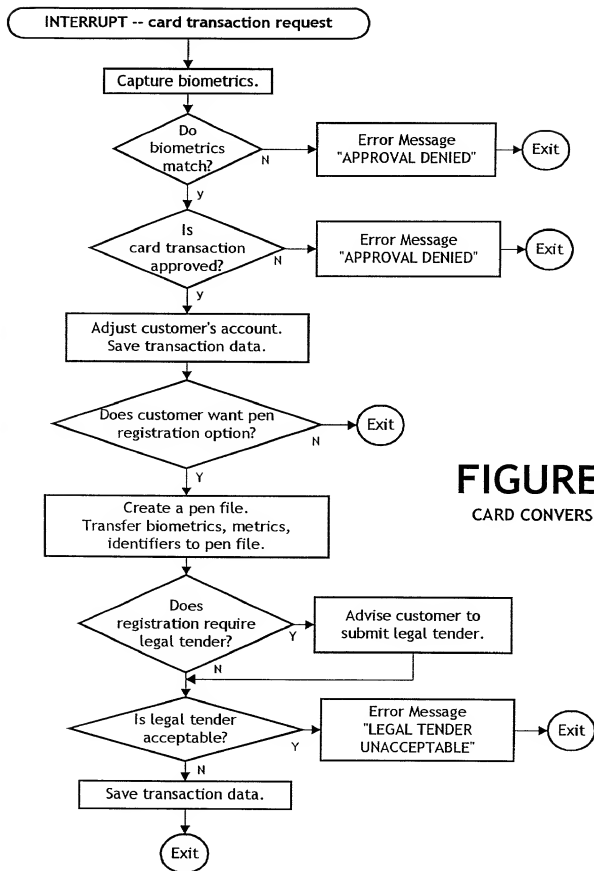 INTERRUPT -- card transaction request
Capture biometrics.
Do
biometrics
match?
N
Error Message
"APPROVAL DENIED"
Exit
y
Is
card transaction
approved?
N
Error Message
"APPROVAL DENIED"
Exit
y
Adjust customer's account.
Save transaction data.
Does customer want pen
registration option?
N
Exit
Y
FIGURE
CARD CONVERS
Create a pen file.
Transfer biometrics, metrics,
identifiers to pen file.
Does
registration require
legal tender?
Y
Advise customer to
submit legal tender.
N
Is legal tender
acceptable?
Y
Error Message
"LEGAL TENDER
UNACCEPTABLE"
Exit
N
Save transaction data.
Exit